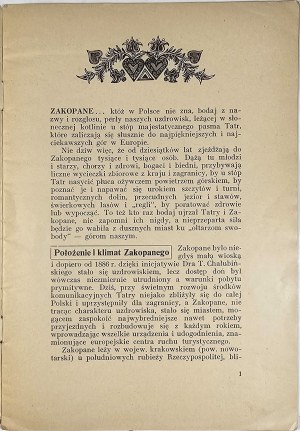 ZAKOPANE... któż w Polsce nie zna, bodaj z na-
zwy i rozgłosu, perły naszych uzdrowisk, leżącej w sło-
necznej kotlinie u stóp majestatycznego pasma Tatr,
które zaliczają się słusznie do najpiękniejszych i naj-
ciekawszych gór w Europie.
Nie dziw więc, że od dziesiątków lat zjeżdżają do
Zakopanego tysiące i tysiące osób. Dążą tu młodzi
i starzy, chorzy i zdrowi, bogaci i biedni, przybywają
liczne wycieczki zbiorowe z kraju i zagranicy, by u stóp
Tatr nasycić płuca ożywczem powietrzem górskiem, by
poznać je i napawać się urokiem szczytów i turni,
romantycznych dolin, przecudnych jezior i stawów,
świerkowych lasów i „regli", by poratować zdrowie
lub wypocząć. To też kto raz bodaj ujrzał Tatry i Za-
kopane, nie zapomni ich nigdy, a nieprzeparta siła
będzie go wabiła z dusznych miast ku „ołtarzom swo-
body" — górom naszym.
Położenie i klimat Zakopanego
Zakopane było nie-
gdyś małą wioską
i dopiero od 1886 r. dzięki inicjatywie Dra T. Chałubiń-
skiego stało się uzdrowiskiem, lecz dostęp doń był
wówczas niezmiernie utrudniony a warunki pobytu
prymitywne. Dziś, przy świetnym rozwoju środków
komunikacyjnych Tatry niejako zbliżyły się do całej
Polski i uprzystępniły dla zagranicy, a Zakopane, nie
tracąc charakteru uzdrowiska, stało się miastem, mo-
gącem zaspokoić najwybredniejsze nawet potrzeby
przyjezdnych i rozbudowuje się z każdym rokiem,
wprowadzając wszelkie urządzenia i udogodnienia, zna-
mionujące europejskie centra ruchu turystycznego.
Zakopane leży w wojew. krakowskiem (pow. nowo-
tarski) u południowych rubieży Rzeczypospolitej, bli-
1